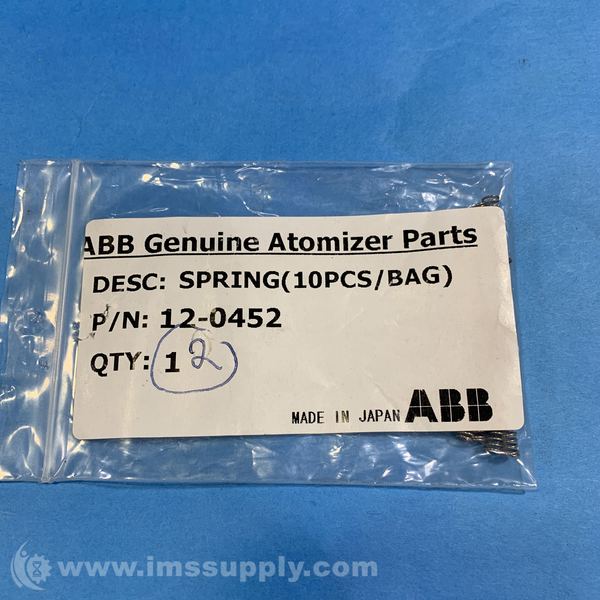 ABB Genuine Atomizer Parts
DESC: SPRING(10PCS/BAG)
P/N: 12-0452
QTY: 1 2
MADE IN JAPAN ABB
www.imssupply.com